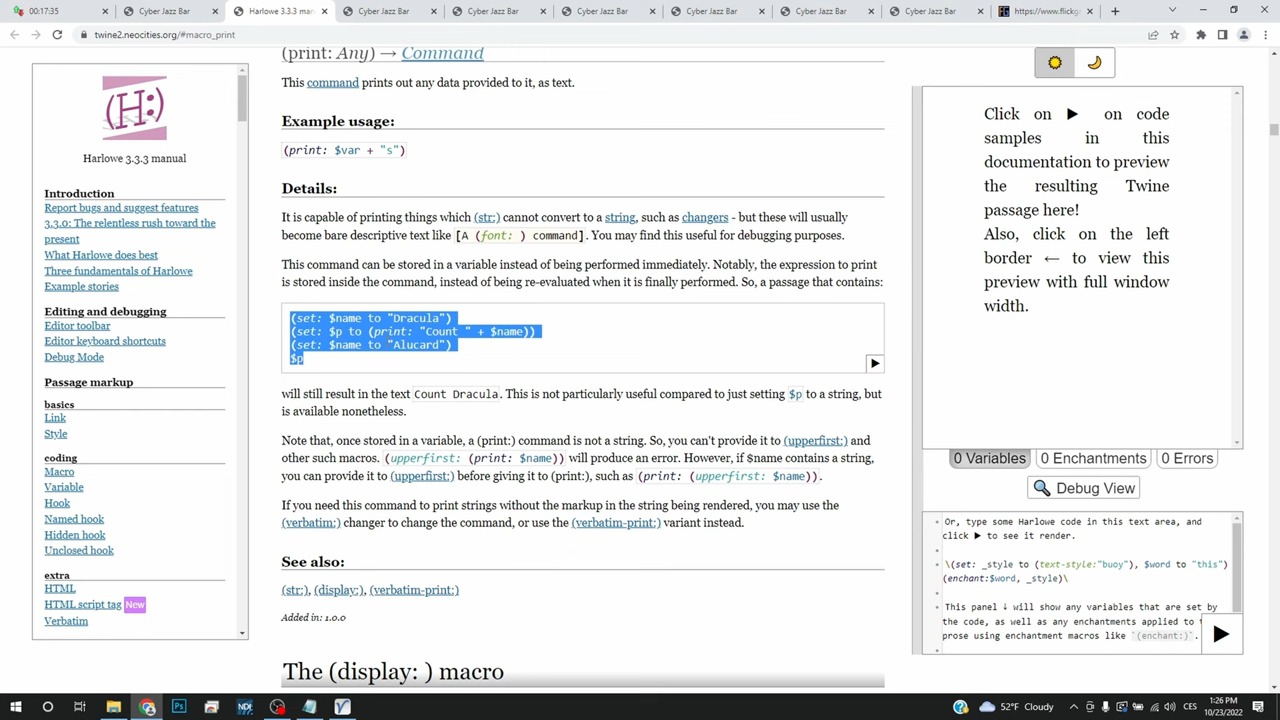 00:17:35
Cyber Jazz Bar
Harlowe 3.3.3 man
Cyber Jazz Bar
Cyber Jazz Bar
Cyber Jazz Bar
Cyber Jazz Bar
Cyber Jazz Bar
Cyber Jazz Bar
https://www.flickg
twine2.neocities.org/#macro_print
Harlowe 3.3.3 manual
Introduction
Report bugs and suggest features
3.3.0: The relentless rush toward the
present
What Harlowe does best
Three fundamentals of Harlowe
Example stories
Editing and debugging
Editor toolbar
Editor keyboard shortcuts
Debug Mode
Passage markup
basics
Link
Style
coding
Macro
Variable
Hook
Named hook
Hidden hook
Unclosed hook
extra
HTML
HTML script tag New
Verbatim
(print: Any) → Command
This command prints out any data provided to it, as text.
Example usage:
(print: $var + "s")
Details:
It is capable of printing things which (str:) cannot convert to a string, such as changers - but these will usually
become bare descriptive text like [A (font: ) command]. You may find this useful for debugging purposes.
This command can be stored in a variable instead of being performed immediately. Notably, the expression to print
is stored inside the command, instead of being re-evaluated when it is finally performed. So, a passage that contains:
(set: $name to "Dracula")
(set: $p to (print: "Count " + $name))
(set: $name to "Alucard")
$p
will still result in the text Count Dracula. This is not particularly useful compared to just setting $p to a string, but
is available nonetheless.
Note that, once stored in a variable, a (print:) command is not a string. So, you can't provide it to (upperfirst:) and
other such macros. (upperfirst: (print: $name)) will produce an error. However, if $name contains a string,
you can provide it to (upperfirst:) before giving it to (print:), such as (print: (upperfirst: $name)).
If you need this command to print strings without the markup in the string being rendered, you may use the
(verbatim:) changer to change the command, or use the (verbatim-print:) variant instead.
See also:
(str:), (display:), (verbatim-print:)
Added in: 1.0.0
The (display: ) macro
Click on ▶ on code
samples in this
documentation to preview
the resulting Twine
passage here!
Also, click on the left
border ← to view this
preview with full window
width.
0 Variables
0 Enchantments
0 Errors
🔍 Debug View
Or, type some Harlowe code in this text area, and
click ▶ to see it render.
\(set: _style to (text-style:"buoy"), $word to "this")
(enchant:$word, _style)\
This panel ↓ will show any variables that are set by
the code, as well as any enchantments applied to
prose using enchantment macros like `(enchant:)`.
Ps
NDI
52°F Cloudy
CES
1:26 PM
10/23/2022